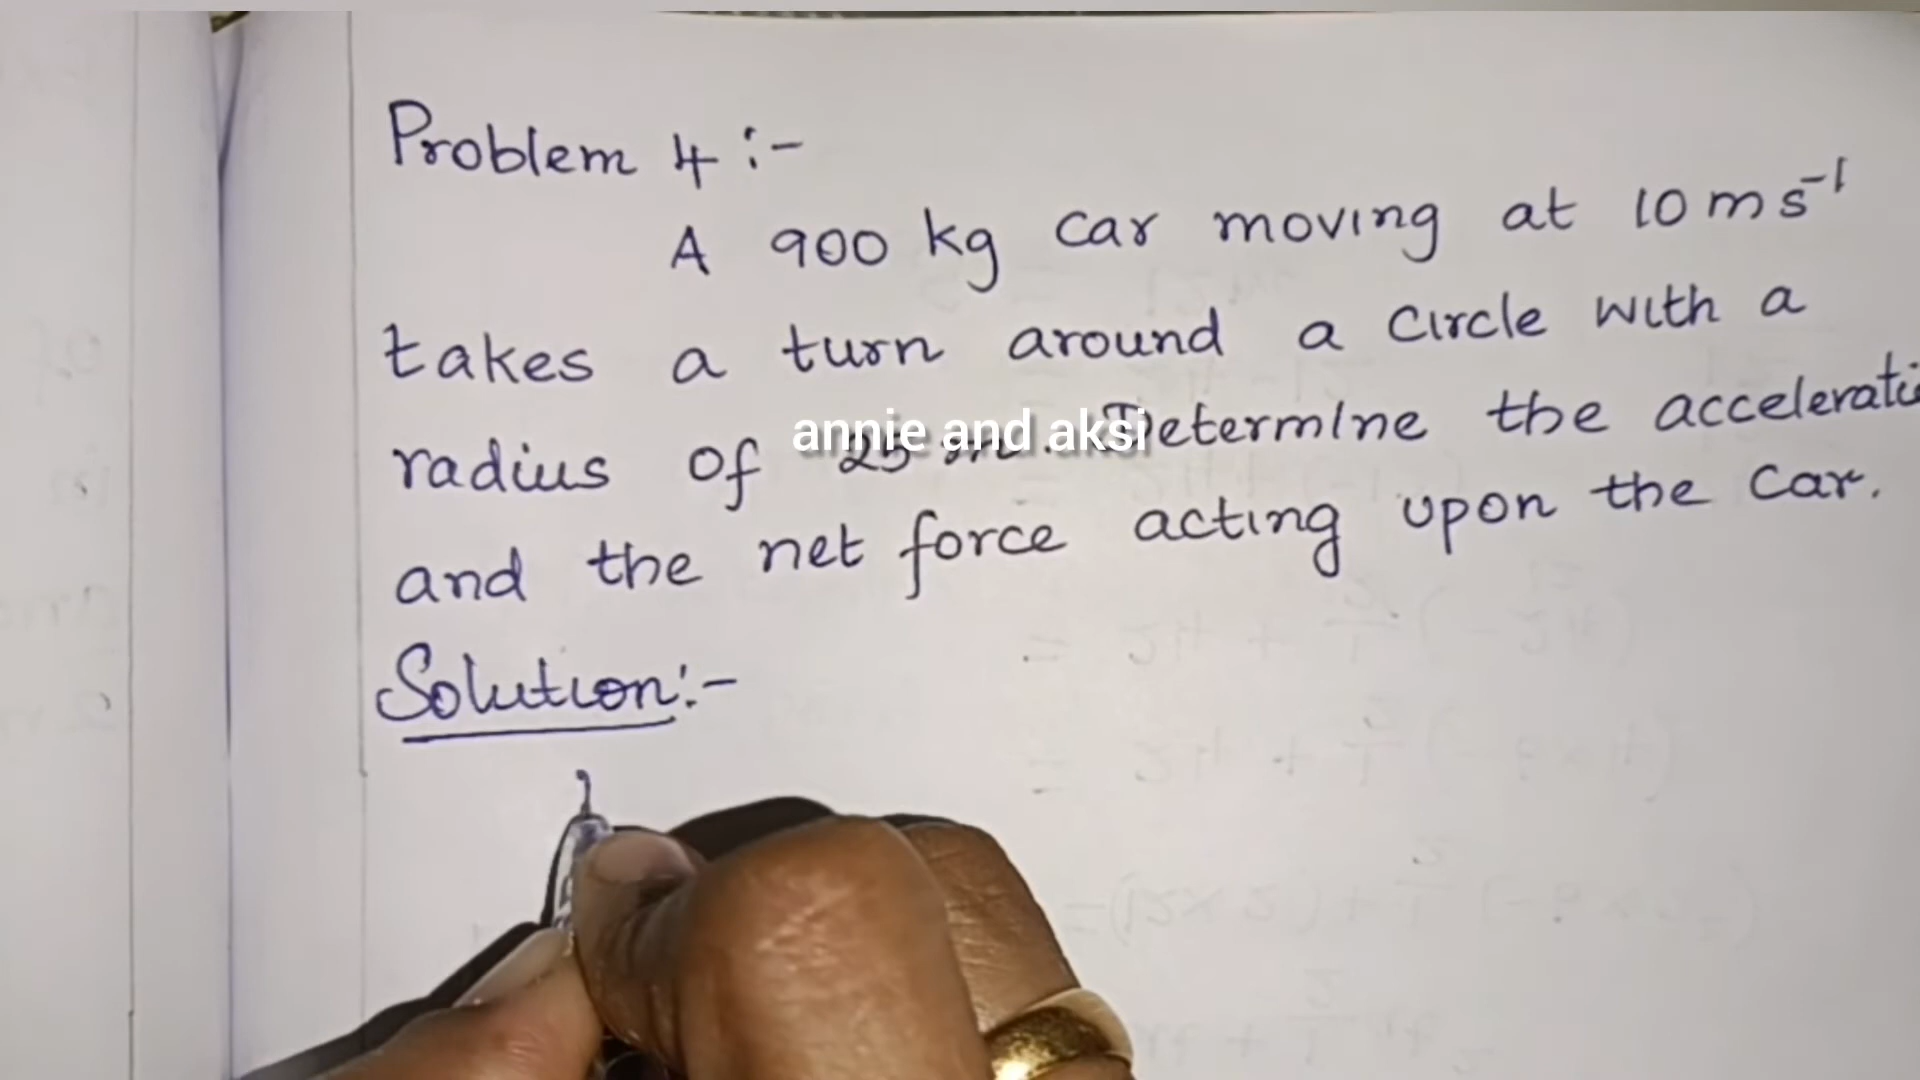 Problem 4 :-
A 900 kg car moving at 10 m s⁻¹
takes a turn around a circle with a
radius of 25 m. Determine the accelerati
and the net force acting upon the car.
Solution:-
annie and aksi